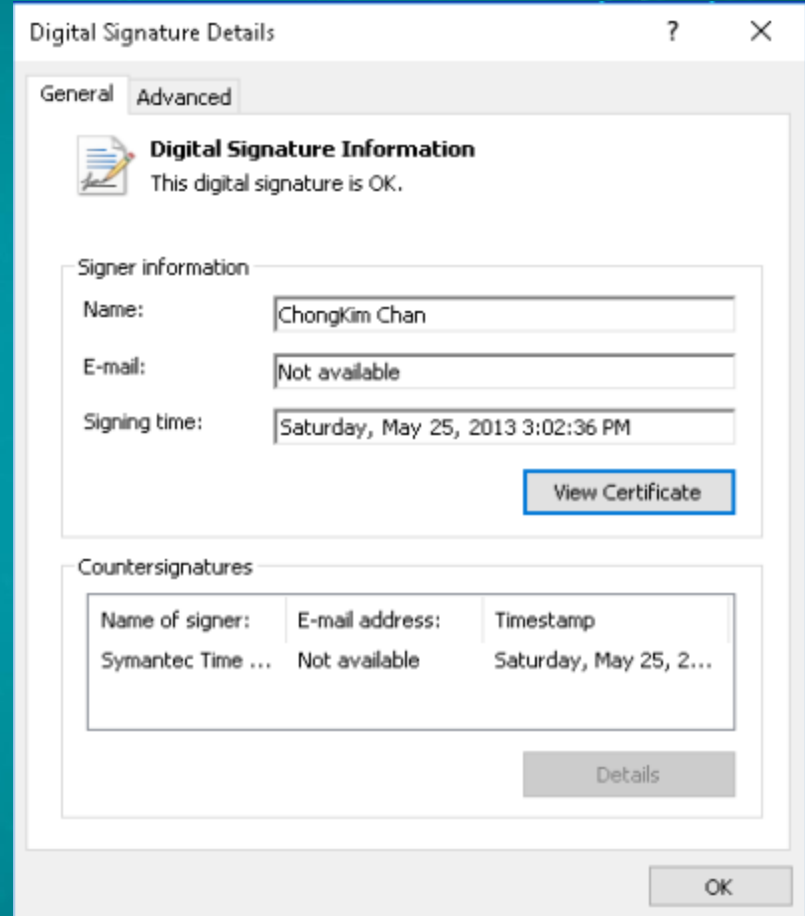 Digital Signature Details
?
General
Advanced
Digital Signature Information
This digital signature is OK.
Signer information
Name:
ChongKim Chan
E-mail:
Not available
Signing time:
Saturday, May 25, 2013 3:02:36 PM
View Certificate
Countersignatures
Name of signer: E-mail address: Timestamp
Symantec Time ... Not available Saturday, May 25, 2...
Details
OK